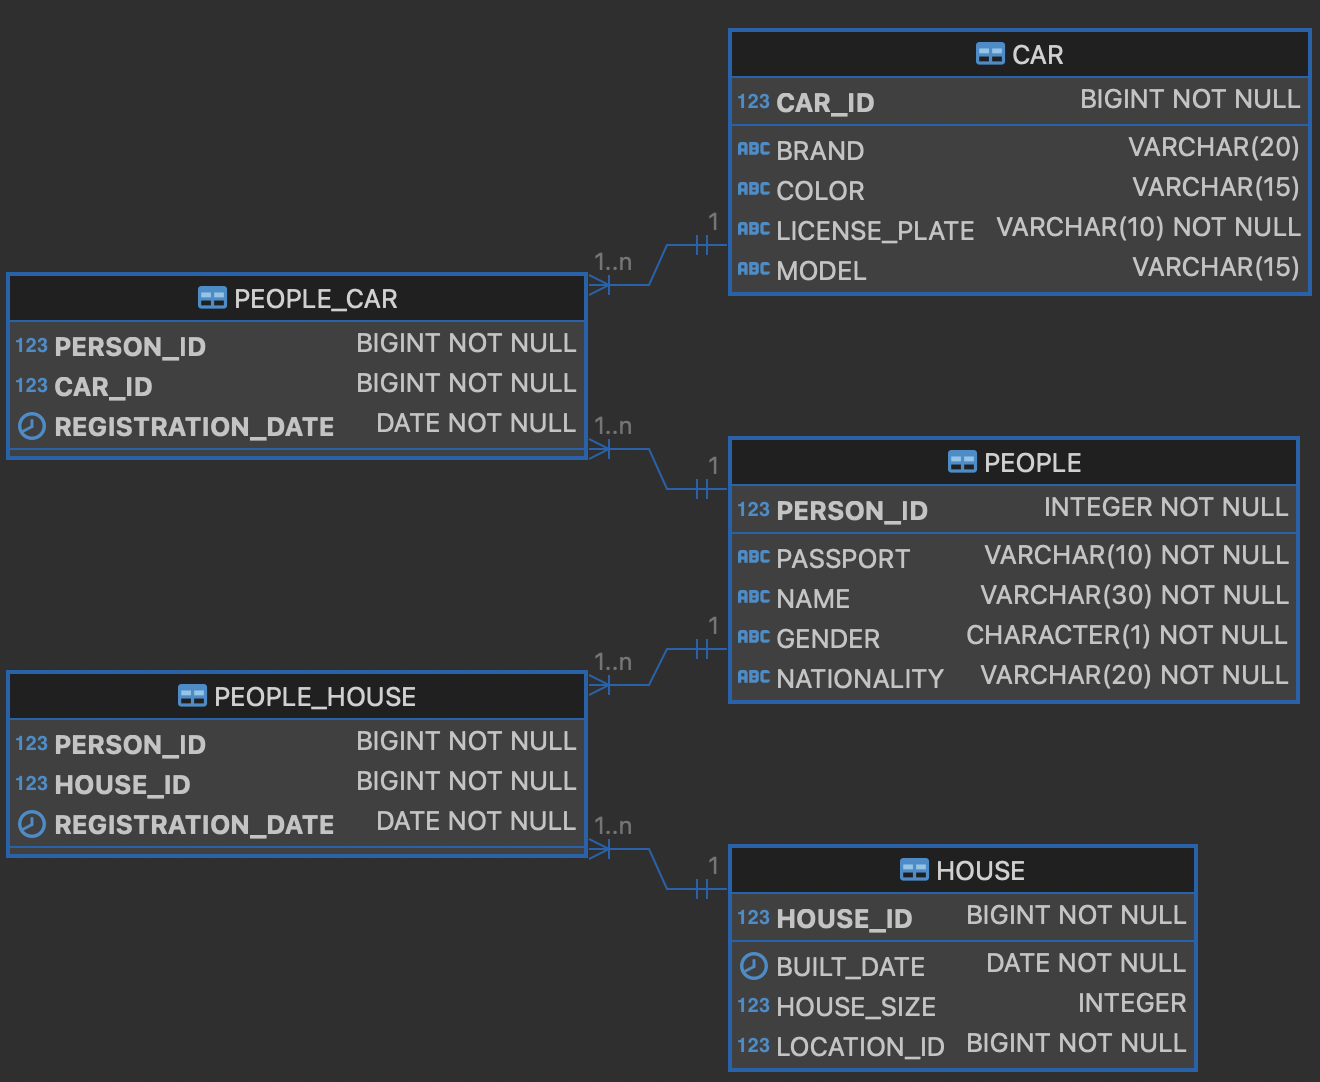 CAR
123 CAR_ID BIGINT NOT NULL
ABC BRAND VARCHAR(20)
ABC COLOR VARCHAR(15)
ABC LICENSE_PLATE VARCHAR(10) NOT NULL
ABC MODEL VARCHAR(15)
1
1..n
PEOPLE_CAR
123 PERSON_ID BIGINT NOT NULL
123 CAR_ID BIGINT NOT NULL
REGISTRATION_DATE DATE NOT NULL
1..n
1
PEOPLE
123 PERSON_ID INTEGER NOT NULL
ABC PASSPORT VARCHAR(10) NOT NULL
ABC NAME VARCHAR(30) NOT NULL
ABC GENDER CHARACTER(1) NOT NULL
ABC NATIONALITY VARCHAR(20) NOT NULL
1
1..n
PEOPLE_HOUSE
123 PERSON_ID BIGINT NOT NULL
123 HOUSE_ID BIGINT NOT NULL
REGISTRATION_DATE DATE NOT NULL
1..n
1
HOUSE
123 HOUSE_ID BIGINT NOT NULL
BUILT_DATE DATE NOT NULL
123 HOUSE_SIZE INTEGER
123 LOCATION_ID BIGINT NOT NULL